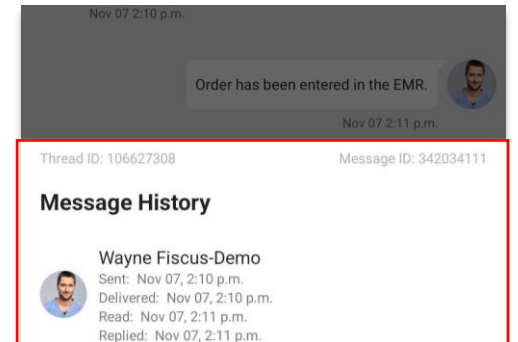 Nov 07 2:10 p.m.
Order has been entered in the EMR.
Nov 07 2:11 p.m.
Thread ID: 106627308 Message ID: 342034111
Message History
Wayne Fiscus-Demo
Sent: Nov 07, 2:10 p.m.
Delivered: Nov 07, 2:10 p.m.
Read: Nov 07, 2:11 p.m.
Replied: Nov 07, 2:11 p.m.